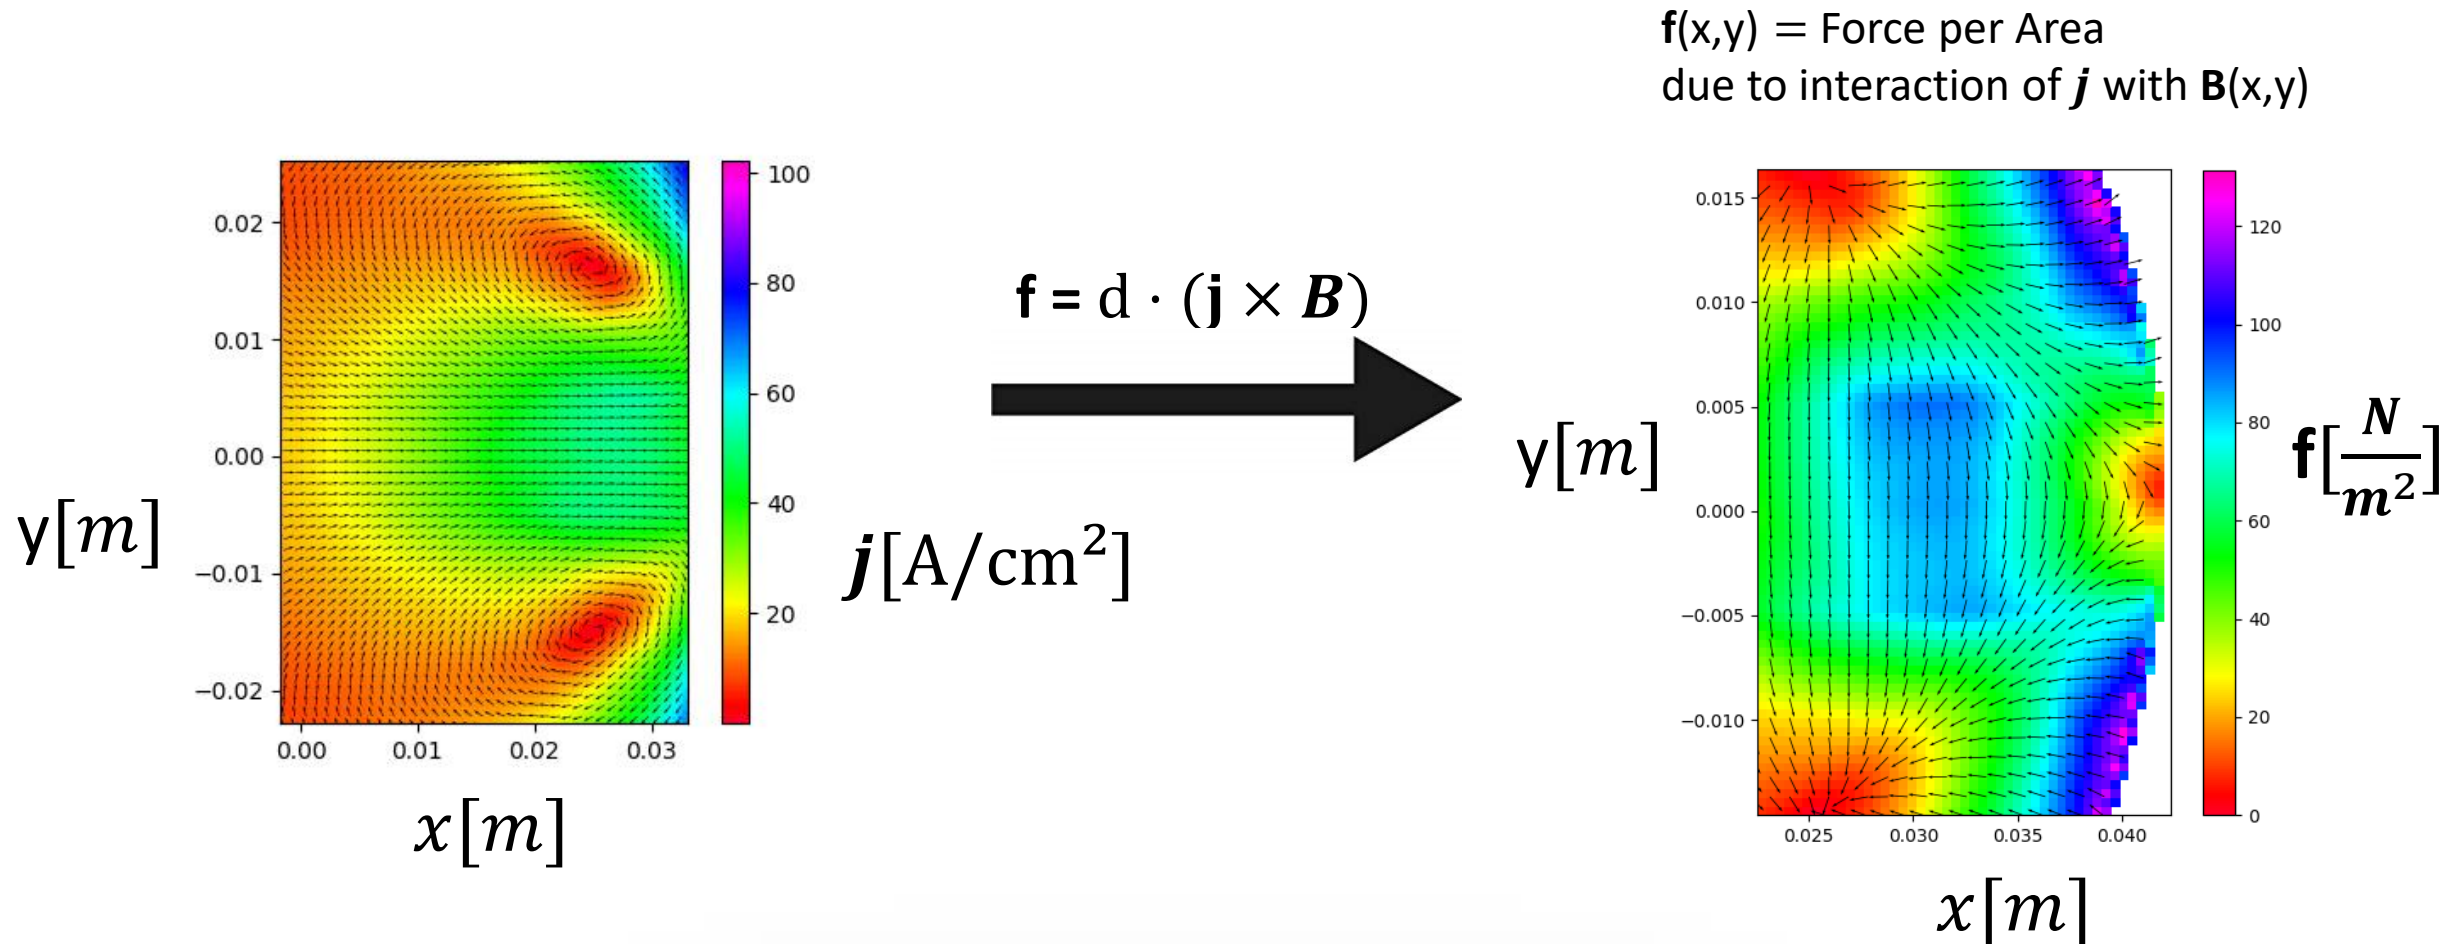 f(x,y) = Force per Area
due to interaction of j with B(x,y)
0.02
0.01
0.00
−0.01
−0.02
0.00 0.01 0.02 0.03
y[m]
x[m]
100
80
60
40
20
j[A/cm²]
f = d · (j × B)
y[m]
0.015
0.010
0.005
0.000
−0.005
−0.010
0.025 0.030 0.035 0.040
x[m]
120
100
80
60
40
20
0
f[N/m²]